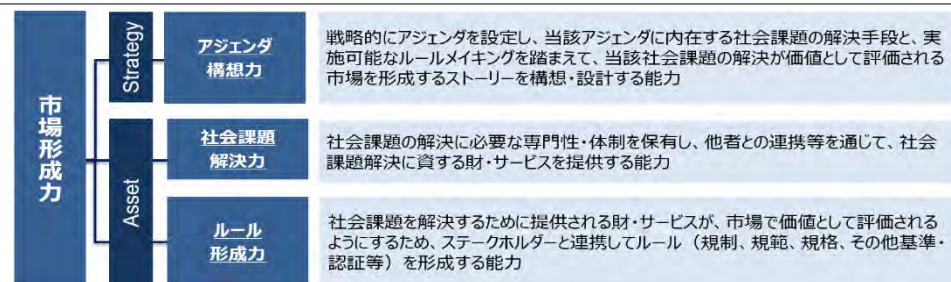 市場形成力
Strategy
アジェンダ
構想力
戦略的にアジェンダを設定し、当該アジェンダに内在する社会課題の解決手段と、実
施可能なルールメイキングを踏まえて、当該社会課題の解決が価値として評価される
市場を形成するストーリーを構想・設計する能力
Asset
社会課題
解決力
社会課題の解決に必要な専門性・体制を保有し、他者との連携等を通じて、社会
課題解決に資する財・サービスを提供する能力
ルール
形成力
社会課題を解決するために提供される財・サービスが、市場で価値として評価される
ようにするため、ステークホルダーと連携してルール（規制、規範、規格、その他基準・
認証等）を形成する能力